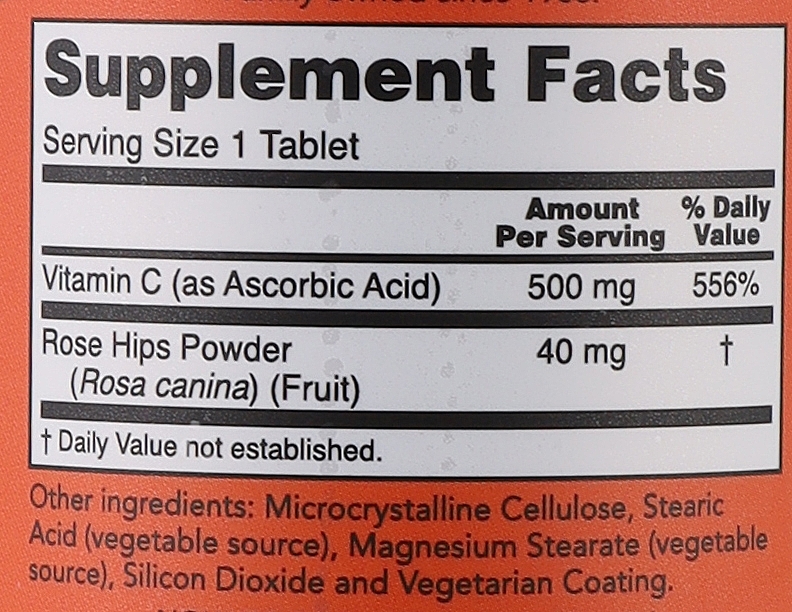 Supplement Facts
Serving Size 1 Tablet
Amount Per Serving
% Daily Value
Vitamin C (as Ascorbic Acid) 500 mg 556%
Rose Hips Powder 40 mg †
(Rosa canina) (Fruit)
† Daily Value not established.
Other ingredients: Microcrystalline Cellulose, Stearic
Acid (vegetable source), Magnesium Stearate (vegetable
source), Silicon Dioxide and Vegetarian Coating.